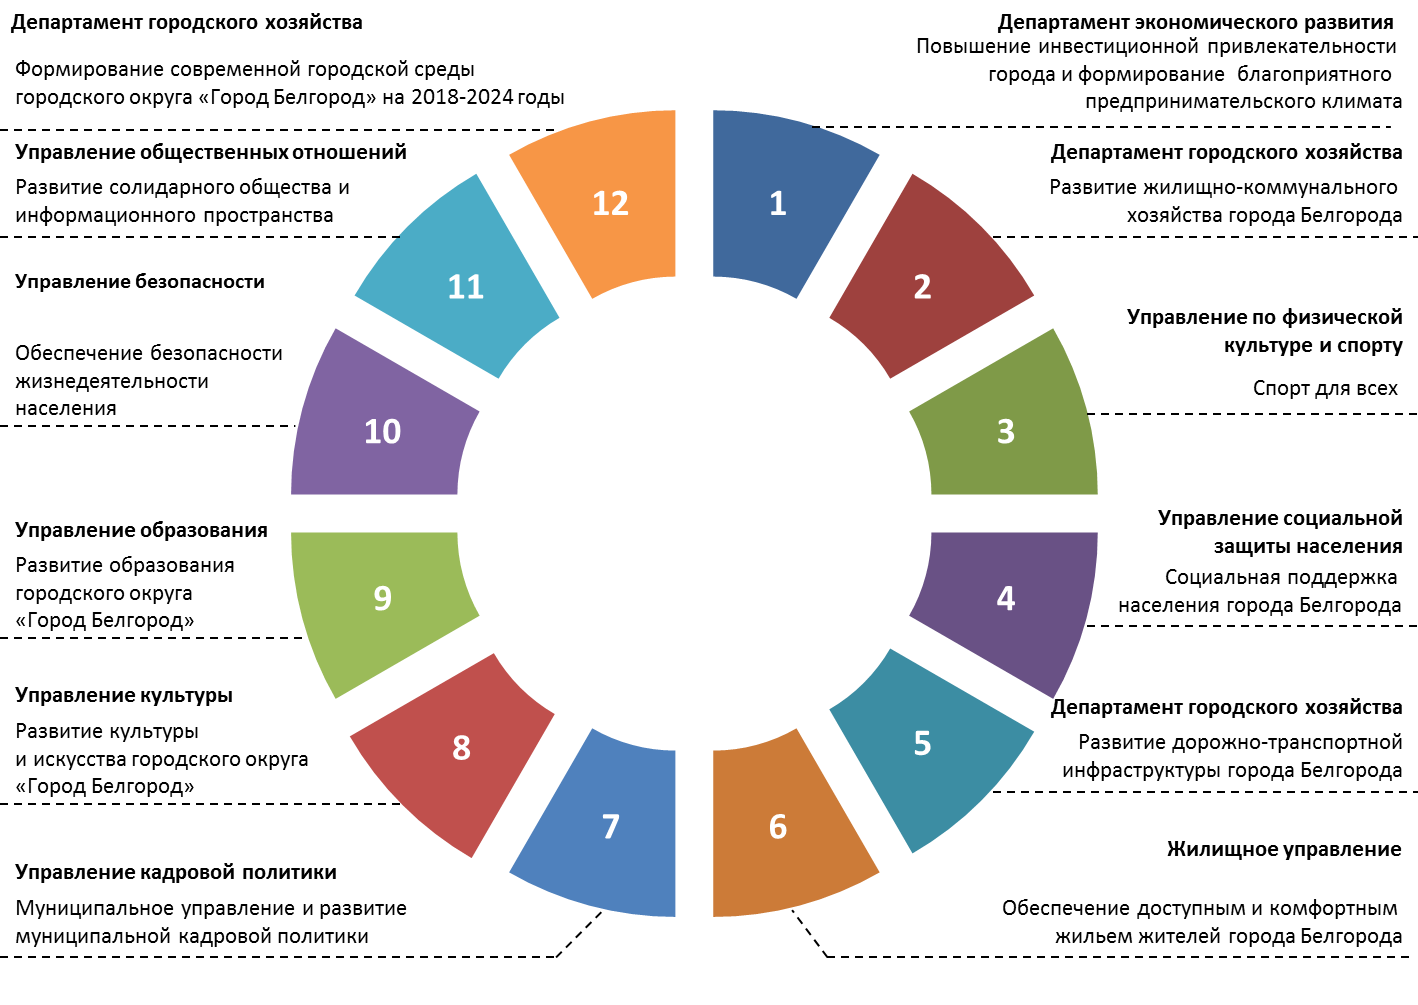 Департамент городского хозяйства
Формирование современной городской среды
городского округа «Город Белгород» на 2018-2024 годы
Управление общественных отношений
Развитие солидарного общества и
информационного пространства
Управление безопасности
Обеспечение безопасности
жизнедеятельности
населения
Управление образования
Развитие образования
городского округа
«Город Белгород»
Управление культуры
Развитие культуры
и искусства городского округа
«Город Белгород»
Управление кадровой политики
Муниципальное управление и развитие
муниципальной кадровой политики
Департамент экономического развития
Повышение инвестиционной привлекательности
города и формирование благоприятного
предпринимательского климата
Департамент городского хозяйства
Развитие жилищно-коммунального
хозяйства города Белгорода
Управление по физической
культуре и спорту
Спорт для всех
Управление социальной
защиты населения
Социальная поддержка
населения города Белгорода
Департамент городского хозяйства
Развитие дорожно-транспортной
инфраструктуры города Белгорода
Жилищное управление
Обеспечение доступным и комфортным
жильем жителей города Белгорода
1
2
3
4
5
6
7
8
9
10
11
12